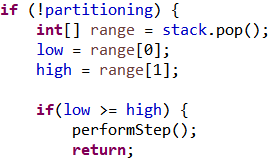 if (!partitioning) {
    int[] range = stack.pop();
    low = range[0];
    high = range[1];

    if(low >= high) {
        performStep();
        return;